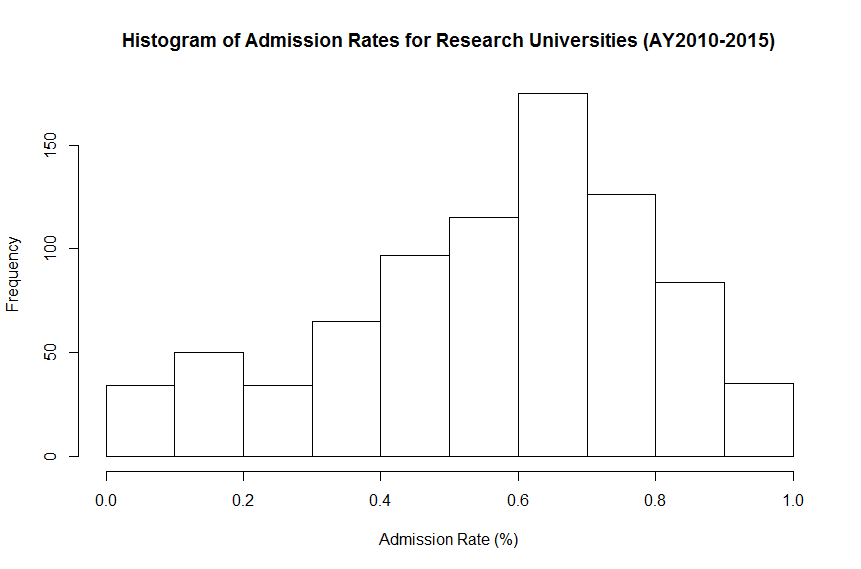 Histogram of Admission Rates for Research Universities (AY2010-2015)
Frequency
150
100
50
0
0.0 0.2 0.4 0.6 0.8 1.0
Admission Rate (%)